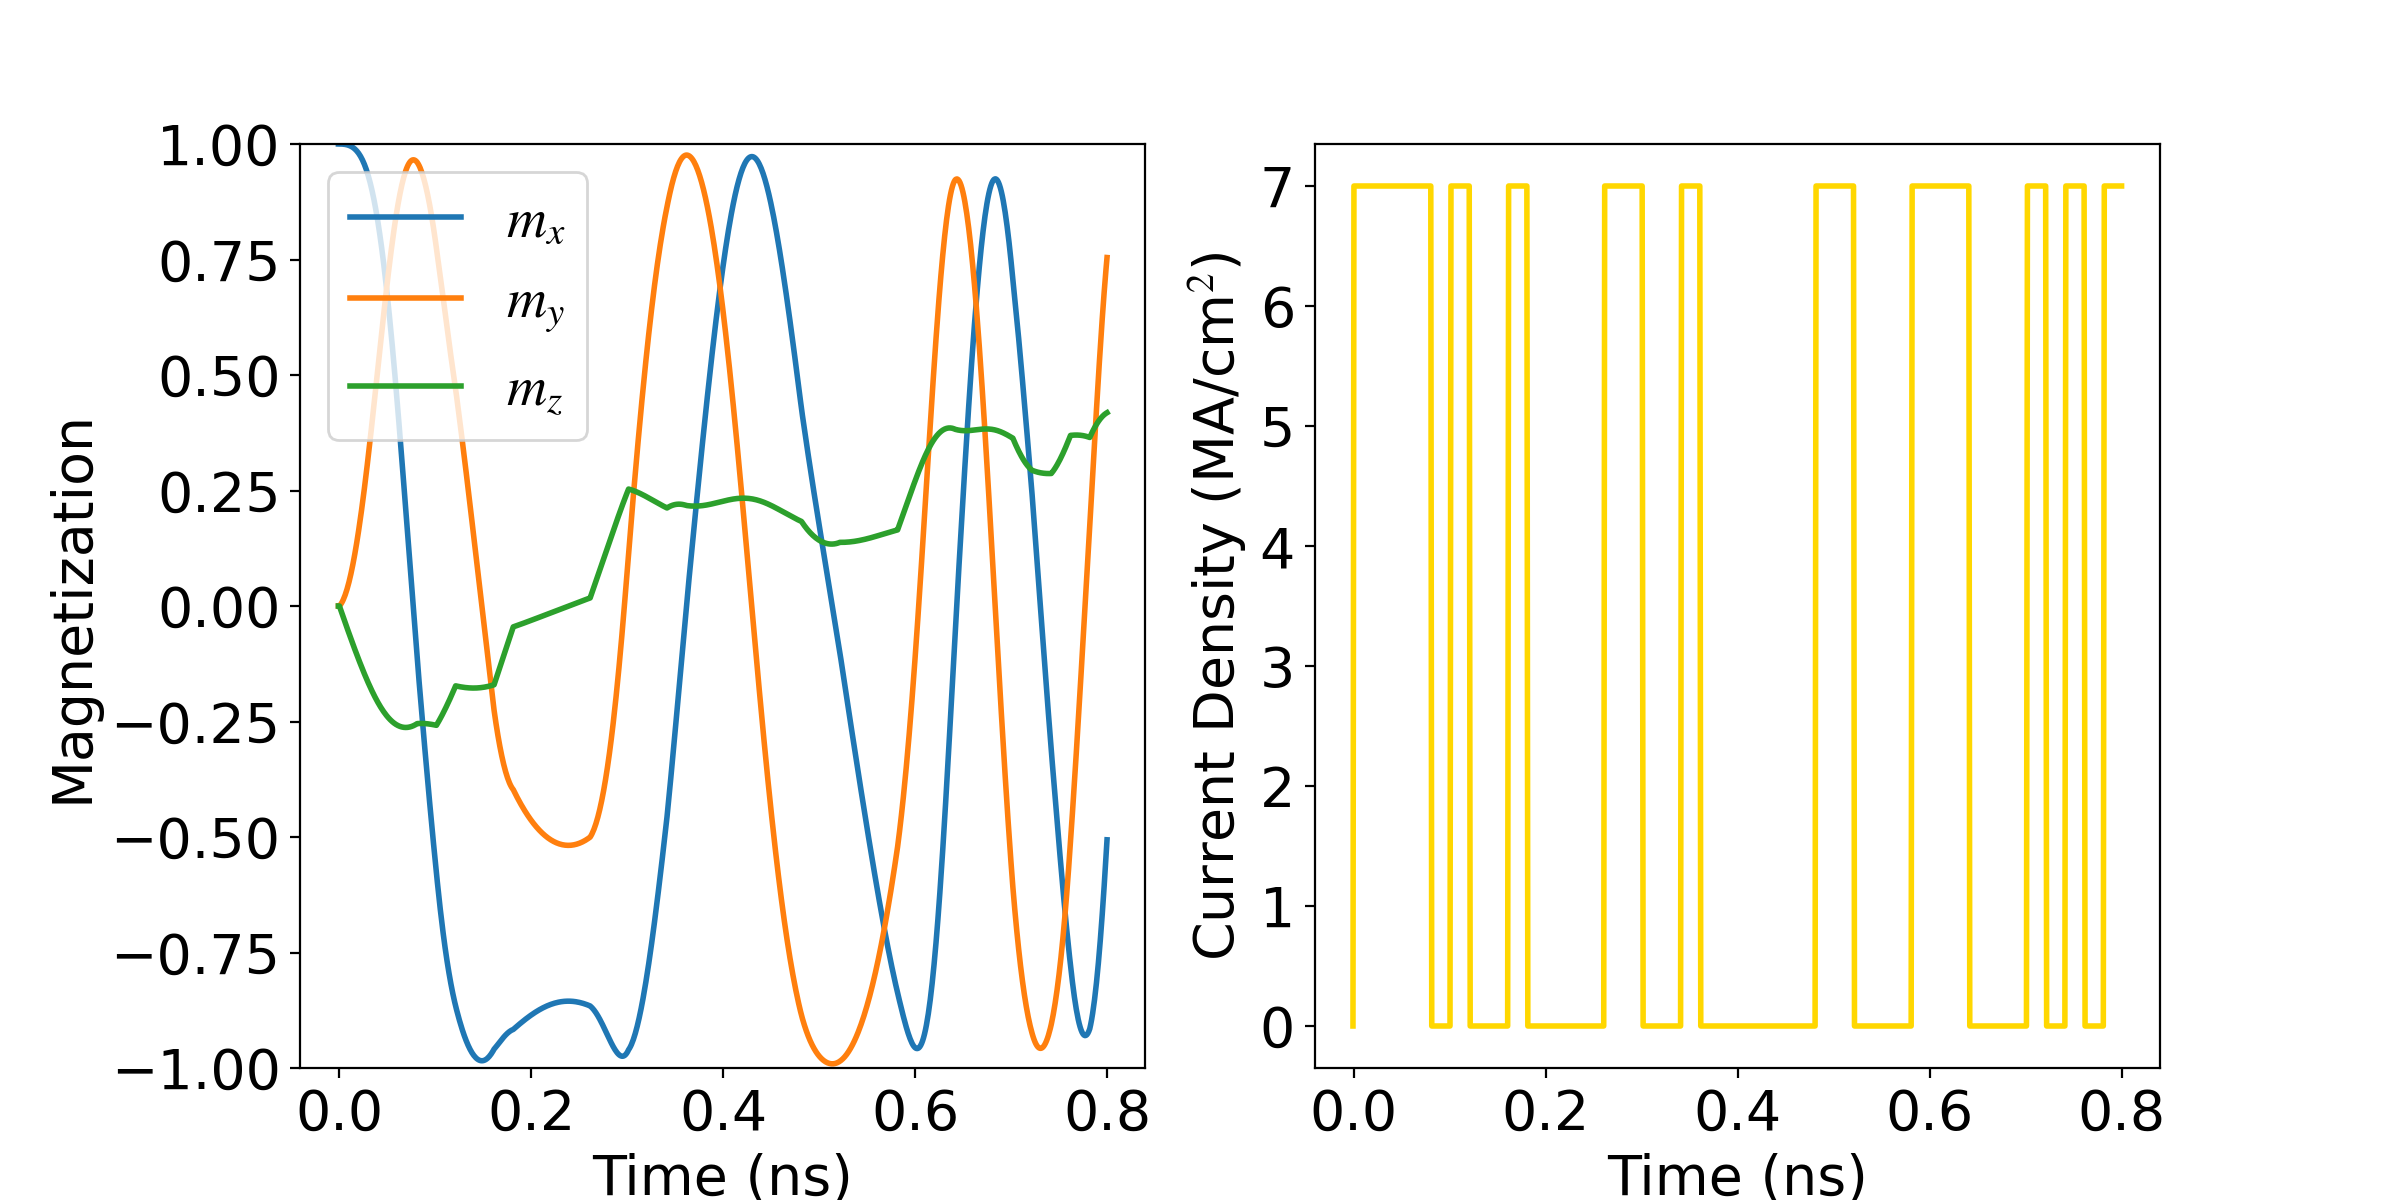 Magnetization
1.00
0.75
0.50
0.25
0.00
−0.25
−0.50
−0.75
−1.00
m_x
m_y
m_z
0.0 0.2 0.4 0.6 0.8
Time (ns)
Current Density (MA/cm²)
7
6
5
4
3
2
1
0
0.0 0.2 0.4 0.6 0.8
Time (ns)